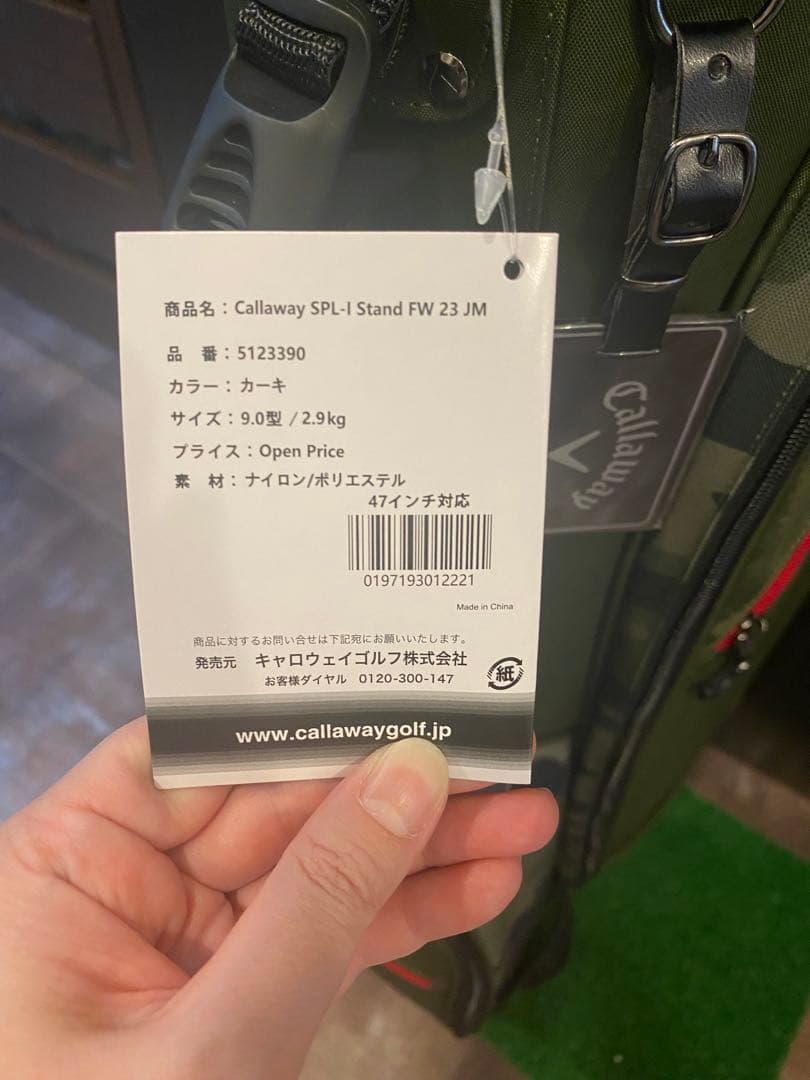 商品名：Callaway SPL-I Stand FW 23 JM
品　番：5123390
カラー：カーキ
サイズ：9.0型 / 2.9kg
プライス：Open Price
素　材：ナイロン/ポリエステル
47インチ対応
0197193012221
Made in China
商品に対するお問い合せは下記宛にお願いいたします。
発売元　キャロウェイゴルフ株式会社
お客様ダイヤル　0120-300-147
紙
www.callawaygolf.jp
Callaway